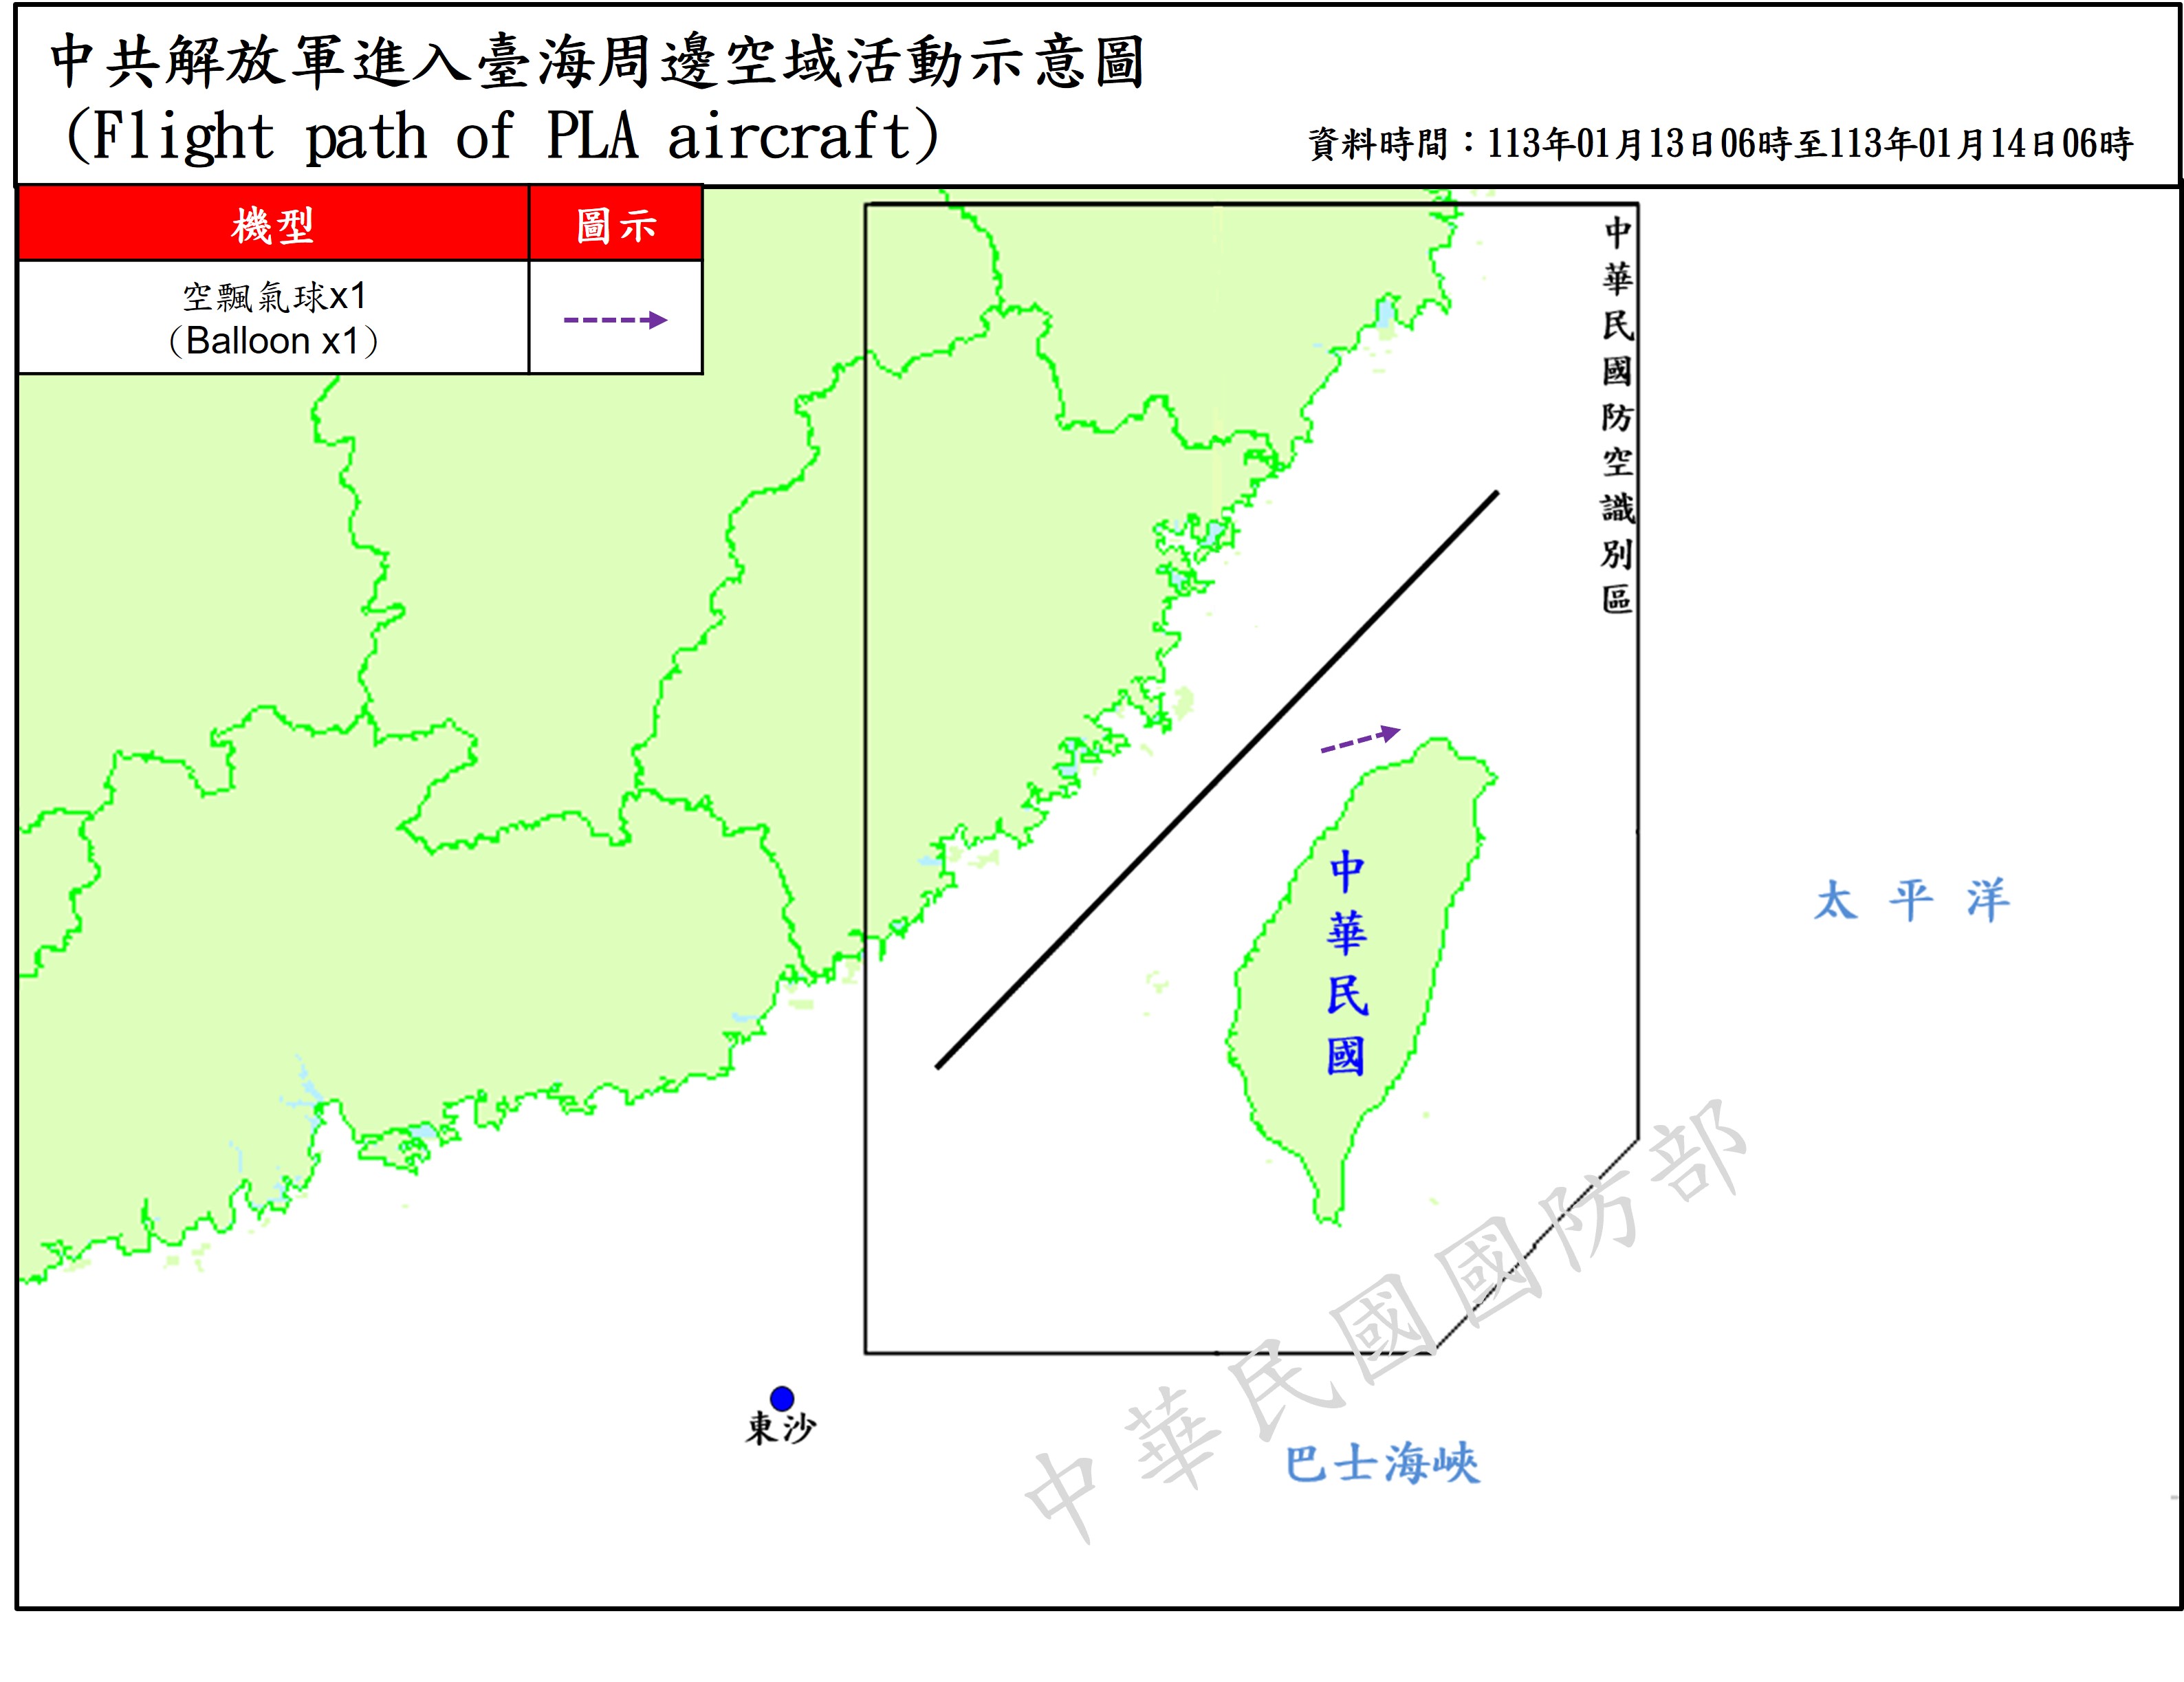 中共解放軍進入臺海周邊空域活動示意圖
(Flight path of PLA aircraft)
資料時間：113年01月13日06時至113年01月14日06時
機型
圖示
空飄氣球x1
（Balloon x1）
中華民國防空識別區
中華民國
太平洋
東沙
巴士海峽
中華民國國防部